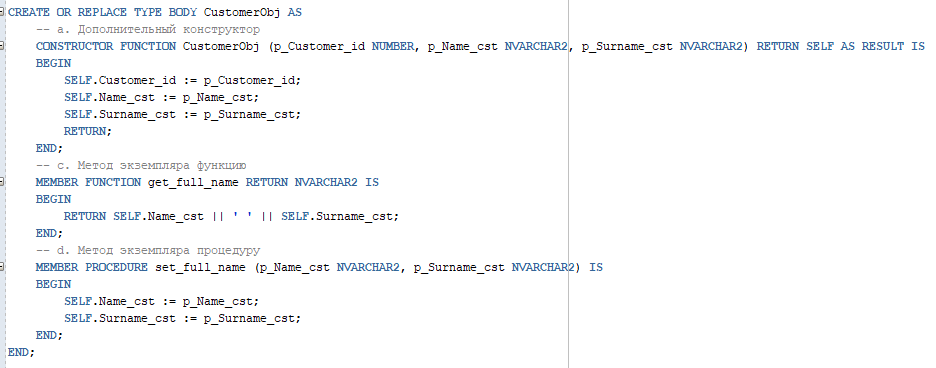 CREATE OR REPLACE TYPE BODY CustomerObj AS
    -- a. Дополнительный конструктор
    CONSTRUCTOR FUNCTION CustomerObj (p_Customer_id NUMBER, p_Name_cst NVARCHAR2, p_Surname_cst NVARCHAR2) RETURN SELF AS RESULT IS
    BEGIN
        SELF.Customer_id := p_Customer_id;
        SELF.Name_cst := p_Name_cst;
        SELF.Surname_cst := p_Surname_cst;
        RETURN;
    END;
    -- c. Метод экземпляра функцию
    MEMBER FUNCTION get_full_name RETURN NVARCHAR2 IS
    BEGIN
        RETURN SELF.Name_cst || ' ' || SELF.Surname_cst;
    END;
    -- d. Метод экземпляра процедуру
    MEMBER PROCEDURE set_full_name (p_Name_cst NVARCHAR2, p_Surname_cst NVARCHAR2) IS
    BEGIN
        SELF.Name_cst := p_Name_cst;
        SELF.Surname_cst := p_Surname_cst;
    END;
END;